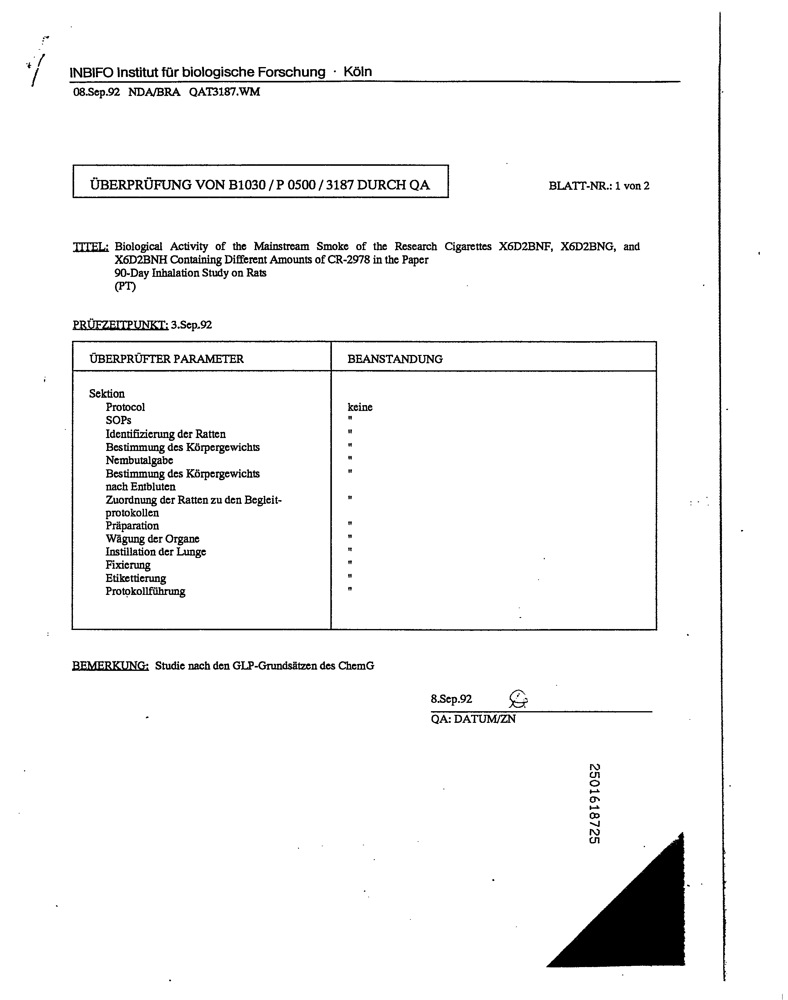 INBIFO Institut für biologische Forschung · Köln
08.Sep.92 NDA/BRA QAT3187.WM
ÜBERPRÜFUNG VON B1030 / P 0500 / 3187 DURCH QA
BLATT-NR.: 1 von 2
TITEL: Biological Activity of the Mainstream Smoke of the Research Cigarettes X6D2BNF, X6D2BNG, and
X6D2BNH Containing Different Amounts of CR-2978 in the Paper
90-Day Inhalation Study on Rats
(PT)
PRÜFZEITPUNKT: 3.Sep.92
ÜBERPRÜFTER PARAMETER BEANSTANDUNG
Sektion
Protocol keine
SOPs "
Identifizierung der Ratten "
Bestimmung des Körpergewichts "
Nembutalgabe "
Bestimmung des Körpergewichts "
nach Entbluten
Zuordnung der Ratten zu den Begleit- "
protokollen
Präparation "
Wägung der Organe "
Instillation der Lunge "
Fixierung "
Etikettierung "
Protokollführung "
BEMERKUNG: Studie nach den GLP-Grundsätzen des ChemG
8.Sep.92
QA: DATUM/ZN
2501618725